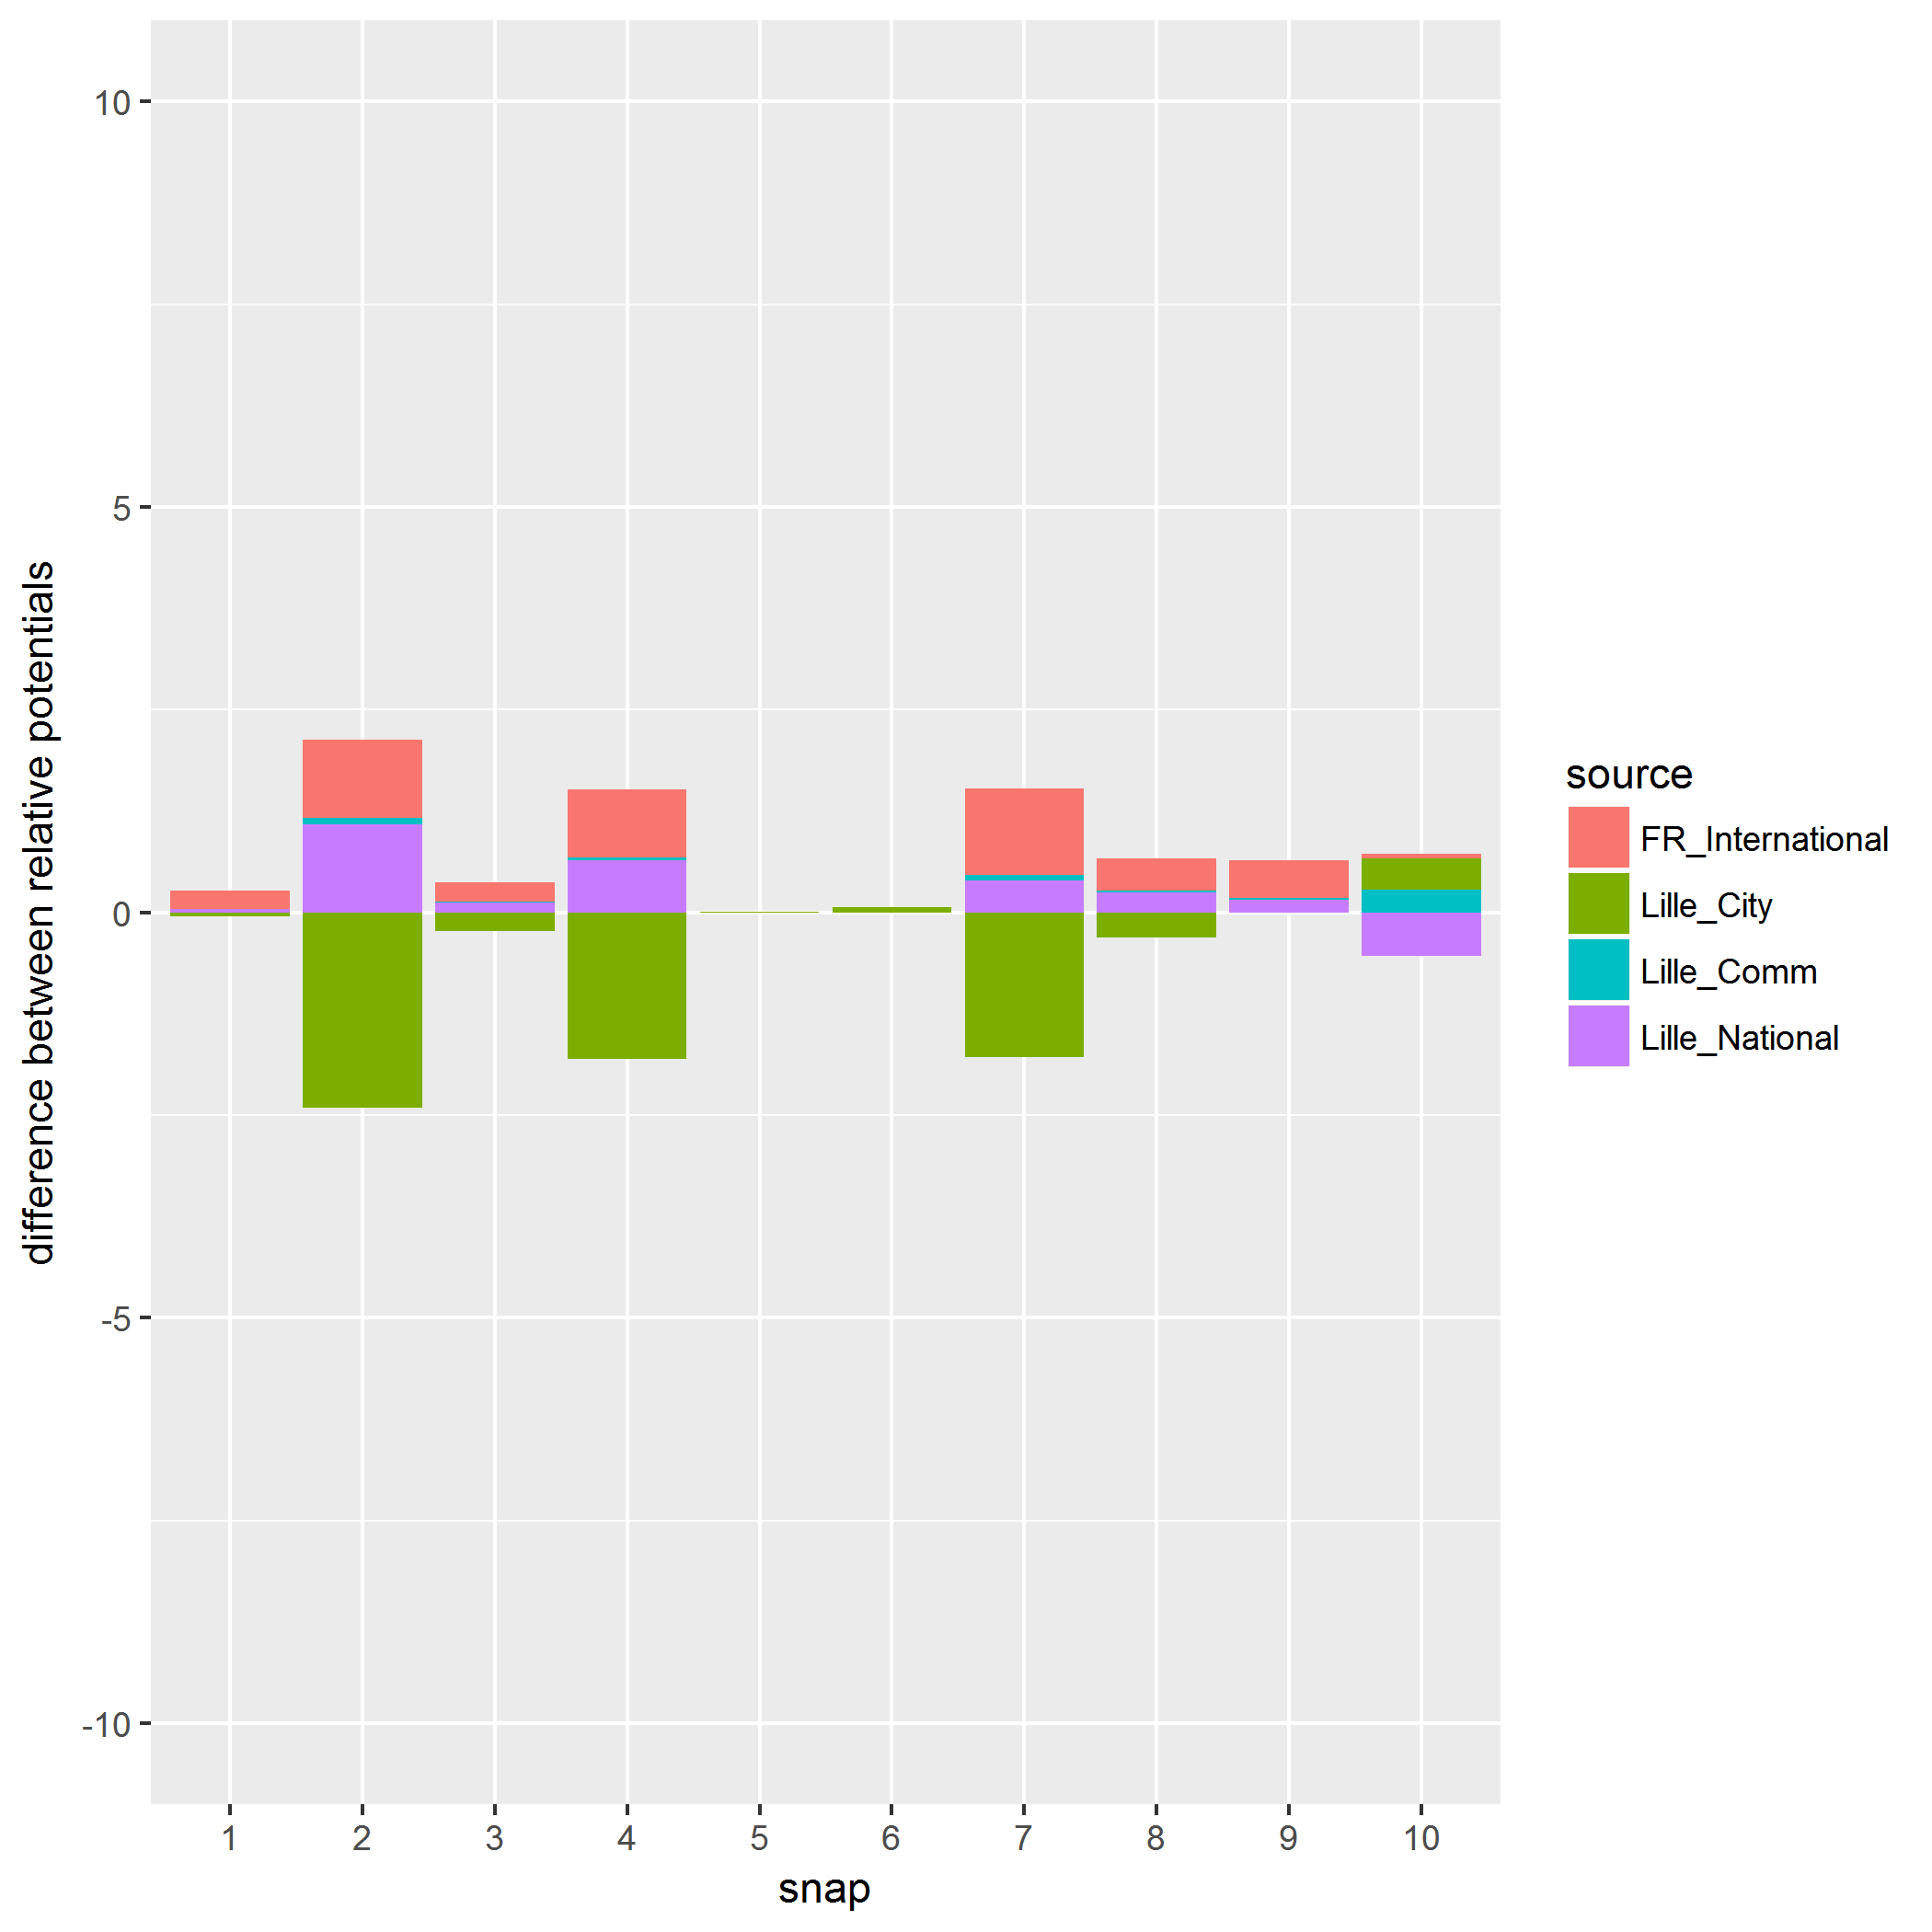 10
5
0
-5
-10
difference between relative potentials
1 2 3 4 5 6 7 8 9 10
snap
source
FR_International
Lille_City
Lille_Comm
Lille_National